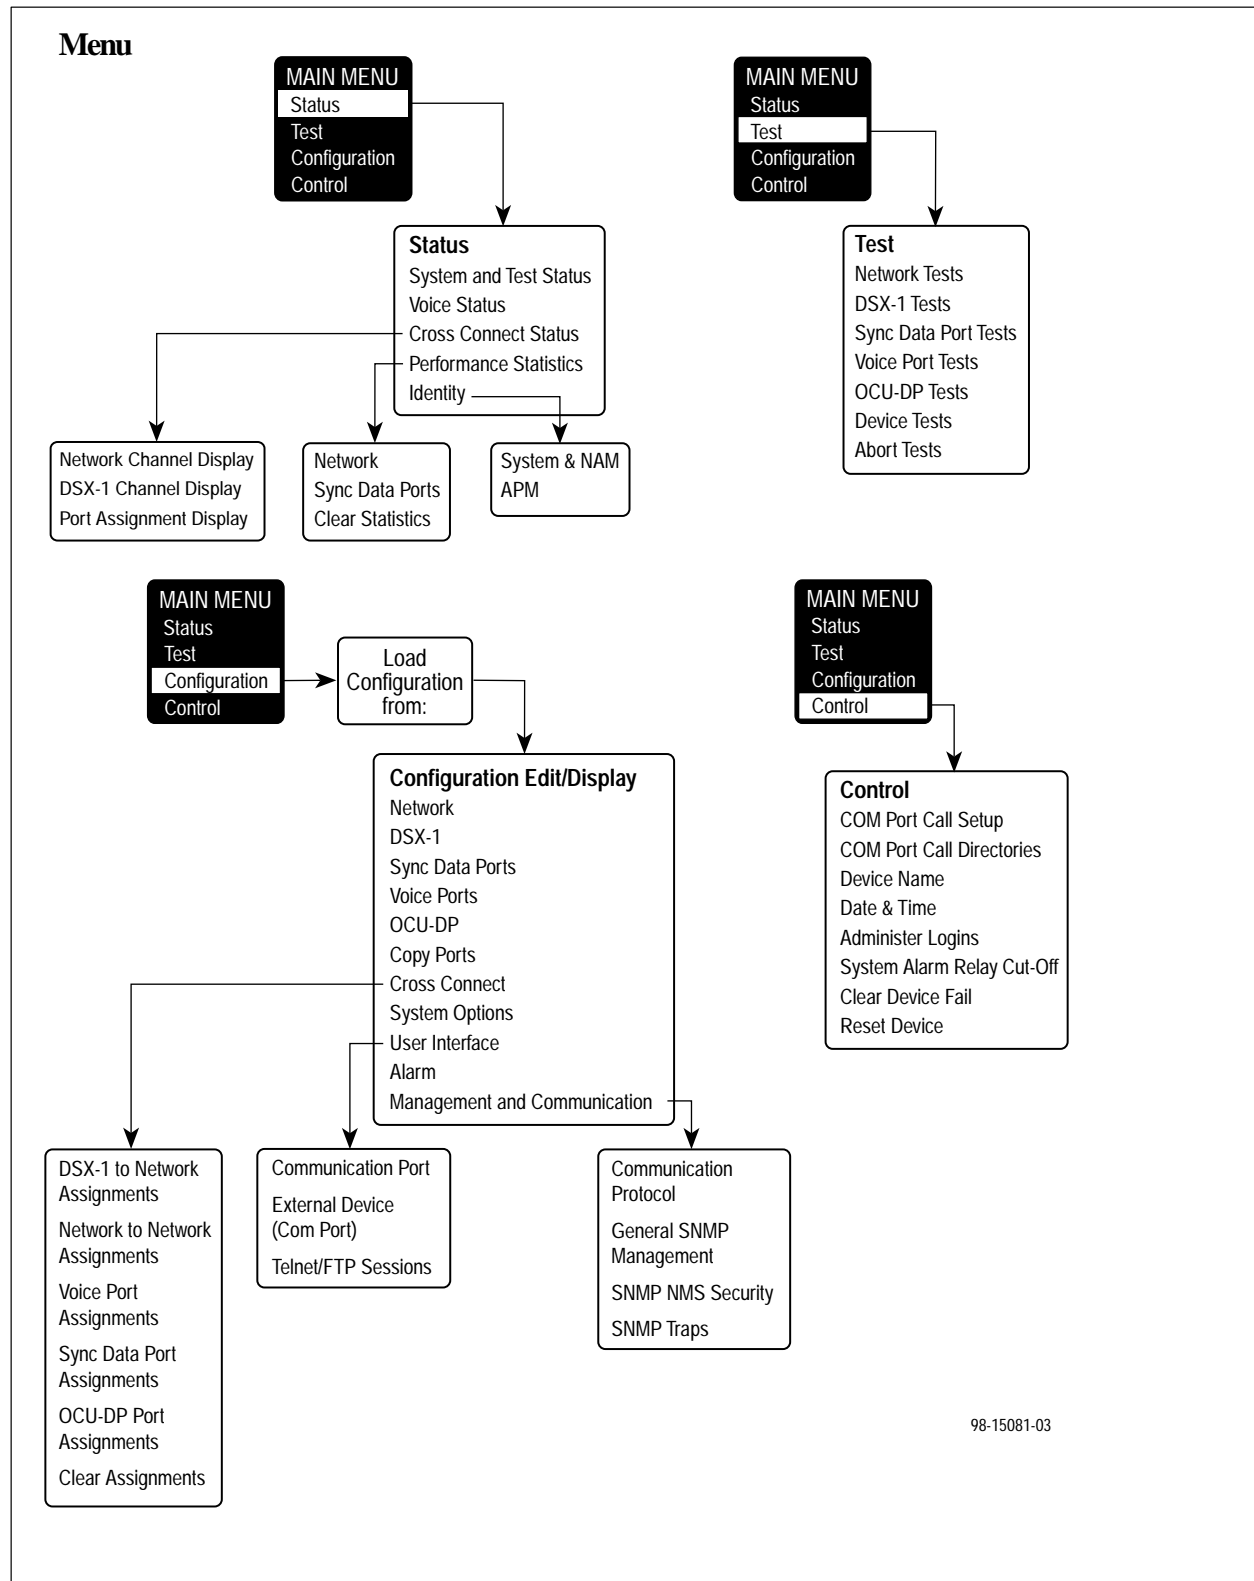 Menu
MAIN MENU
Status
Test
Configuration
Control
Status
System and Test Status
Voice Status
Cross Connect Status
Performance Statistics
Identity
Network Channel Display
DSX-1 Channel Display
Port Assignment Display
Network
Sync Data Ports
Clear Statistics
System & NAM
APM
MAIN MENU
Status
Test
Configuration
Control
Test
Network Tests
DSX-1 Tests
Sync Data Port Tests
Voice Port Tests
OCU-DP Tests
Device Tests
Abort Tests
MAIN MENU
Status
Test
Configuration
Control
Load
Configuration
from:
Configuration Edit/Display
Network
DSX-1
Sync Data Ports
Voice Ports
OCU-DP
Copy Ports
Cross Connect
System Options
User Interface
Alarm
Management and Communication
DSX-1 to Network
Assignments
Network to Network
Assignments
Voice Port
Assignments
Sync Data Port
Assignments
OCU-DP Port
Assignments
Clear Assignments
Communication Port
External Device
(Com Port)
Telnet/FTP Sessions
Communication
Protocol
General SNMP
Management
SNMP NMS Security
SNMP Traps
MAIN MENU
Status
Test
Configuration
Control
Control
COM Port Call Setup
COM Port Call Directories
Device Name
Date & Time
Administer Logins
System Alarm Relay Cut-Off
Clear Device Fail
Reset Device
98-15081-03